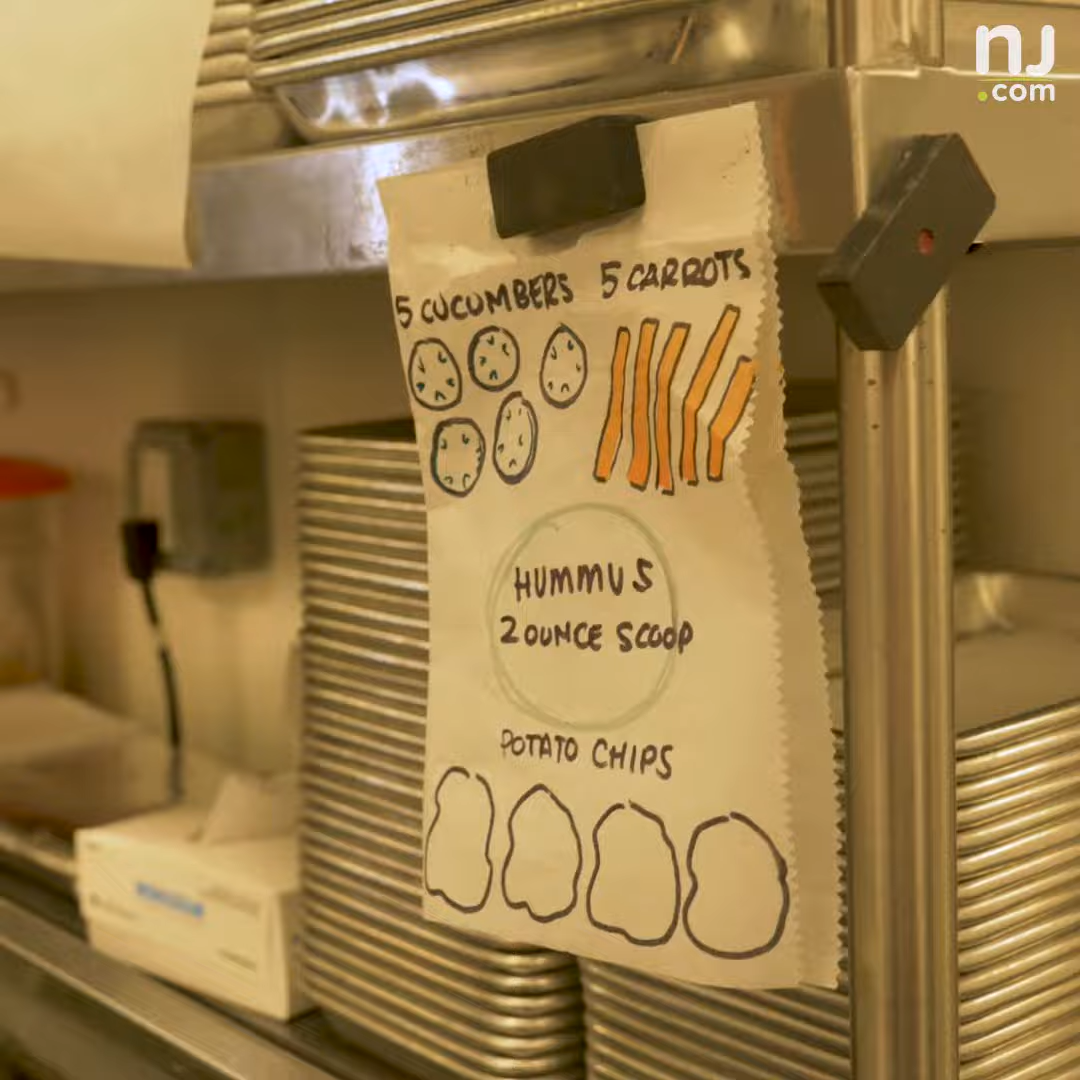 nj
.com
5 CUCUMBERS 5 CARROTS
HUMMUS
2 OUNCE SCOOP
POTATO CHIPS